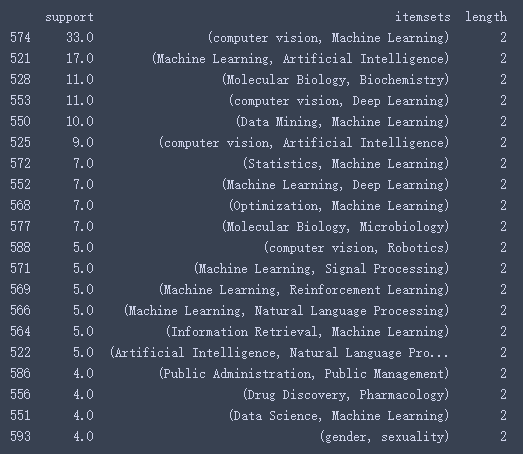 support itemsets length
574 33.0 (computer vision, Machine Learning) 2
521 17.0 (Machine Learning, Artificial Intelligence) 2
528 11.0 (Molecular Biology, Biochemistry) 2
553 11.0 (computer vision, Deep Learning) 2
550 10.0 (Data Mining, Machine Learning) 2
525 9.0 (computer vision, Artificial Intelligence) 2
572 7.0 (Statistics, Machine Learning) 2
552 7.0 (Machine Learning, Deep Learning) 2
568 7.0 (Optimization, Machine Learning) 2
577 7.0 (Molecular Biology, Microbiology) 2
588 5.0 (computer vision, Robotics) 2
571 5.0 (Machine Learning, Signal Processing) 2
569 5.0 (Machine Learning, Reinforcement Learning) 2
566 5.0 (Machine Learning, Natural Language Processing) 2
564 5.0 (Information Retrieval, Machine Learning) 2
522 5.0 (Artificial Intelligence, Natural Language Pro... 2
586 4.0 (Public Administration, Public Management) 2
556 4.0 (Drug Discovery, Pharmacology) 2
551 4.0 (Data Science, Machine Learning) 2
593 4.0 (gender, sexuality) 2